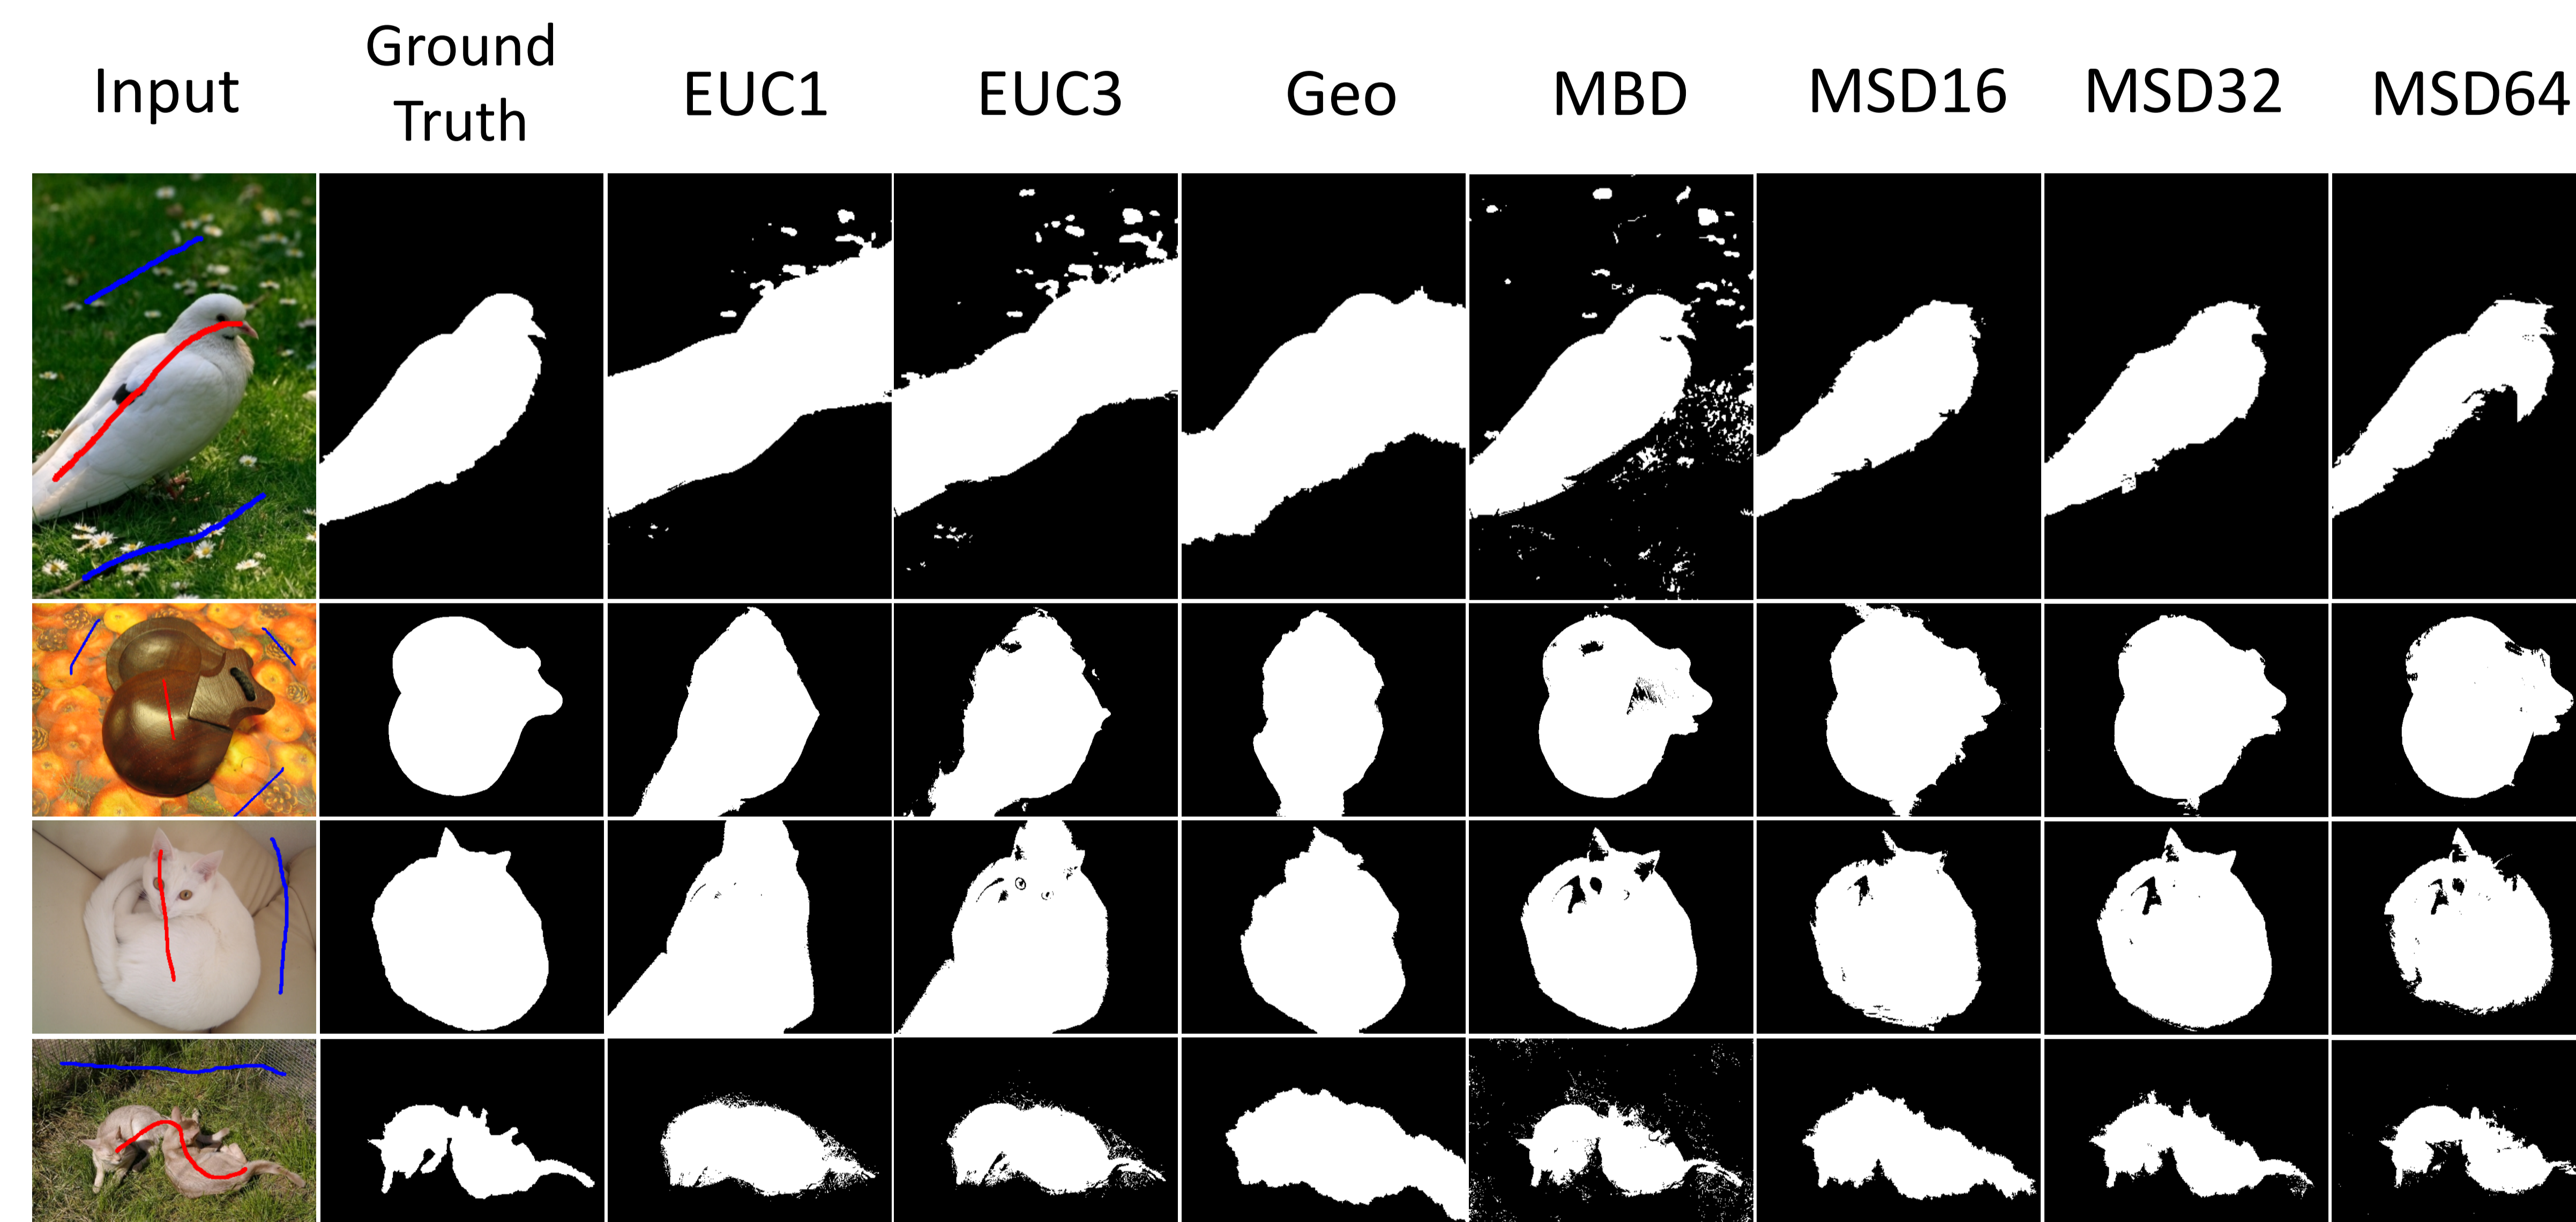 Input
Ground
Truth
EUC1
EUC3
Geo
MBD
MSD16
MSD32
MSD64